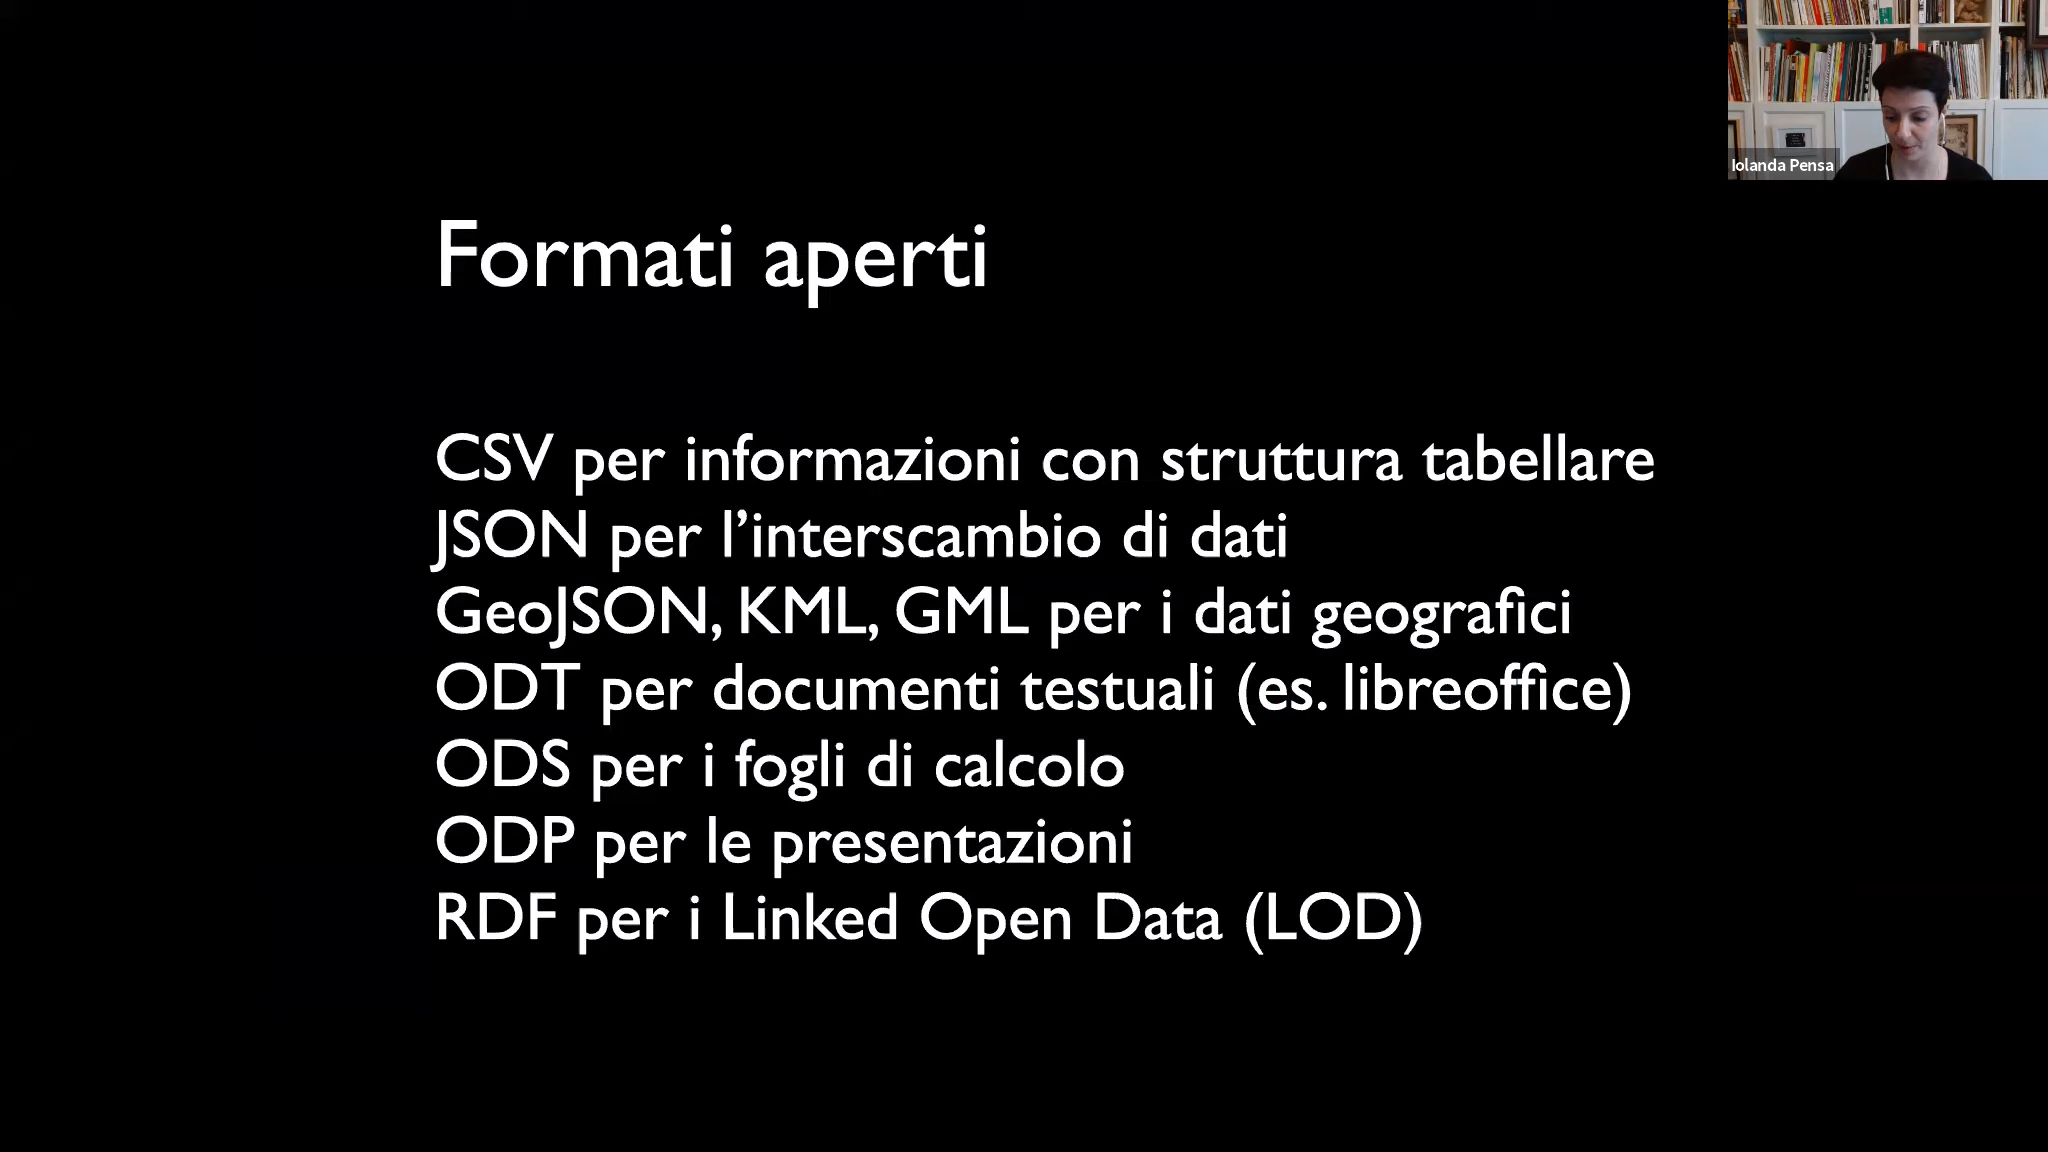 Iolanda Pensa
Formati aperti
CSV per informazioni con struttura tabellare
JSON per l’interscambio di dati
GeoJSON, KML, GML per i dati geografici
ODT per documenti testuali (es. libreoffice)
ODS per i fogli di calcolo
ODP per le presentazioni
RDF per i Linked Open Data (LOD)